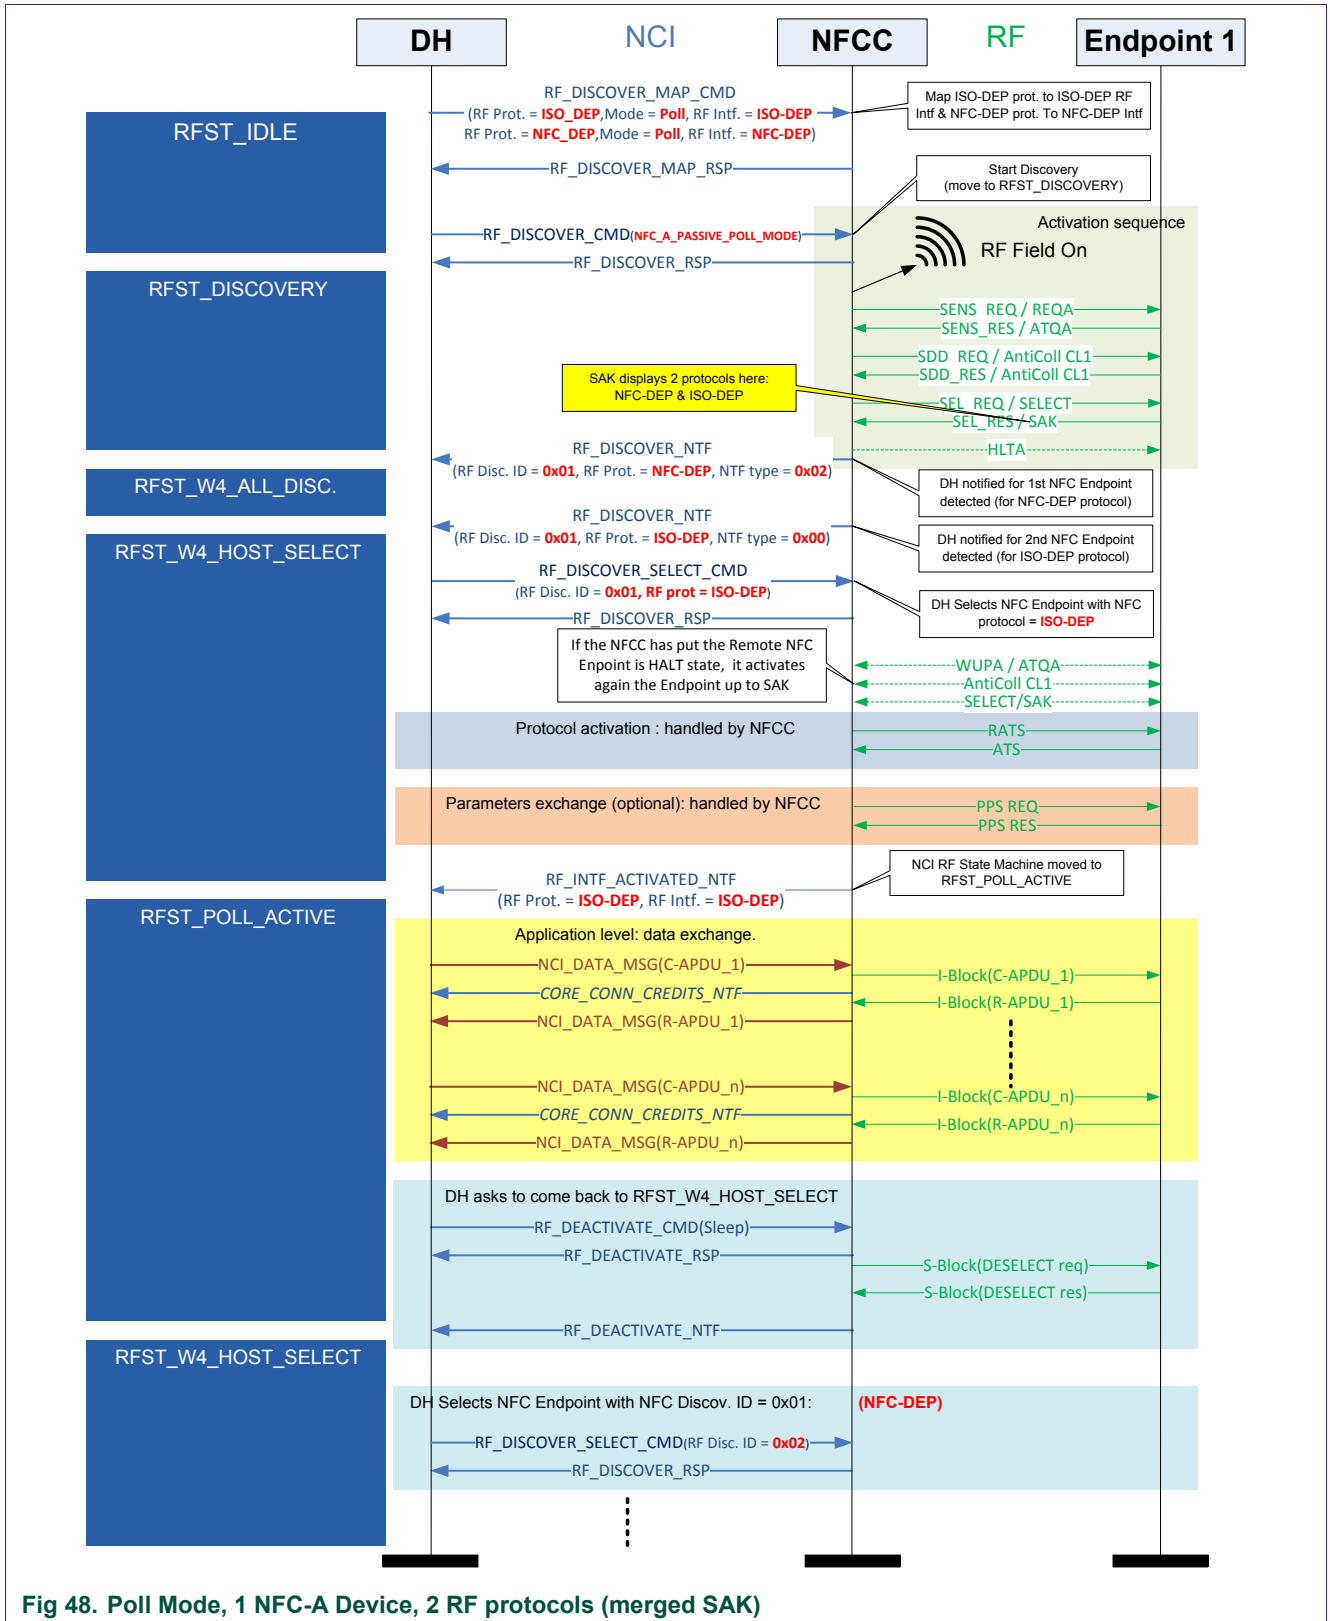 DH
NCI
NFCC
RF
Endpoint 1
RFST_IDLE
RF_DISCOVER_MAP_CMD
(RF Prot. = ISO_DEP,Mode = Poll, RF Intf. = ISO-DEP
RF Prot. = NFC_DEP,Mode = Poll, RF Intf. = NFC-DEP)
Map ISO-DEP prot. to ISO-DEP RF
Intf & NFC-DEP prot. To NFC-DEP Intf
RF_DISCOVER_MAP_RSP
Start Discovery
(move to RFST_DISCOVERY)
Activation sequence
RF_DISCOVER_CMD(NFC_A_PASSIVE_POLL_MODE)
RF Field On
RF_DISCOVER_RSP
RFST_DISCOVERY
SENS_REQ / REQA
SENS_RES / ATQA
SDD_REQ / AntiColl CL1
SDD_RES / AntiColl CL1
SAK displays 2 protocols here:
NFC-DEP & ISO-DEP
SEL_REQ / SELECT
SEL_RES / SAK
HLTA
RF_DISCOVER_NTF
(RF Disc. ID = 0x01, RF Prot. = NFC-DEP, NTF type = 0x02)
RFST_W4_ALL_DISC.
DH notified for 1st NFC Endpoint
detected (for NFC-DEP protocol)
RF_DISCOVER_NTF
(RF Disc. ID = 0x01, RF Prot. = ISO-DEP, NTF type = 0x00)
DH notified for 2nd NFC Endpoint
detected (for ISO-DEP protocol)
RFST_W4_HOST_SELECT
RF_DISCOVER_SELECT_CMD
(RF Disc. ID = 0x01, RF prot = ISO-DEP)
DH Selects NFC Endpoint with NFC
protocol = ISO-DEP
RF_DISCOVER_RSP
If the NFCC has put the Remote NFC
Enpoint is HALT state, it activates
again the Endpoint up to SAK
WUPA / ATQA
AntiColl CL1
SELECT/SAK
Protocol activation : handled by NFCC
RATS
ATS
Parameters exchange (optional): handled by NFCC
PPS REQ
PPS RES
NCI RF State Machine moved to
RFST_POLL_ACTIVE
RF_INTF_ACTIVATED_NTF
(RF Prot. = ISO-DEP, RF Intf. = ISO-DEP)
RFST_POLL_ACTIVE
Application level: data exchange.
NCI_DATA_MSG(C-APDU_1)
I-Block(C-APDU_1)
CORE_CONN_CREDITS_NTF
I-Block(R-APDU_1)
NCI_DATA_MSG(R-APDU_1)
NCI_DATA_MSG(C-APDU_n)
I-Block(C-APDU_n)
CORE_CONN_CREDITS_NTF
I-Block(R-APDU_n)
NCI_DATA_MSG(R-APDU_n)
DH asks to come back to RFST_W4_HOST_SELECT
RF_DEACTIVATE_CMD(Sleep)
RF_DEACTIVATE_RSP
S-Block(DESELECT req)
S-Block(DESELECT res)
RF_DEACTIVATE_NTF
RFST_W4_HOST_SELECT
DH Selects NFC Endpoint with NFC Discov. ID = 0x01: (NFC-DEP)
RF_DISCOVER_SELECT_CMD(RF Disc. ID = 0x02)
RF_DISCOVER_RSP
Fig 48. Poll Mode, 1 NFC-A Device, 2 RF protocols (merged SAK)